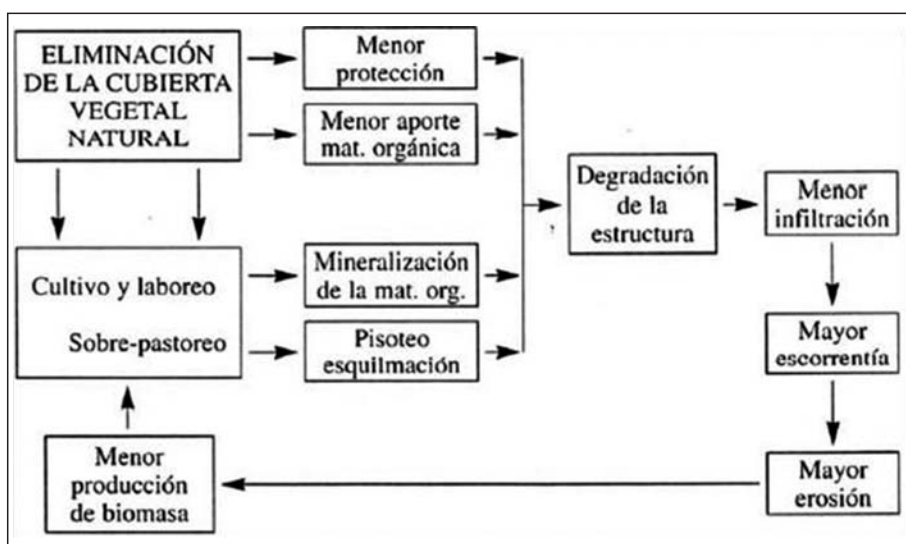 ELIMINACIÓN
DE LA CUBIERTA
VEGETAL
NATURAL
Menor
protección
Menor aporte
mat. orgánica
Cultivo y laboreo
Sobre-pastoreo
Mineralización
de la mat. org.
Pisoteo
esquilmación
Degradación
de la
estructura
Menor
infiltración
Mayor
escorrentía
Mayor
erosión
Menor
producción
de biomasa